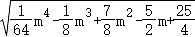 √(1/64 m⁴ − 1/8 m³ + 7/8 m² − 5/2 m + 25/4)